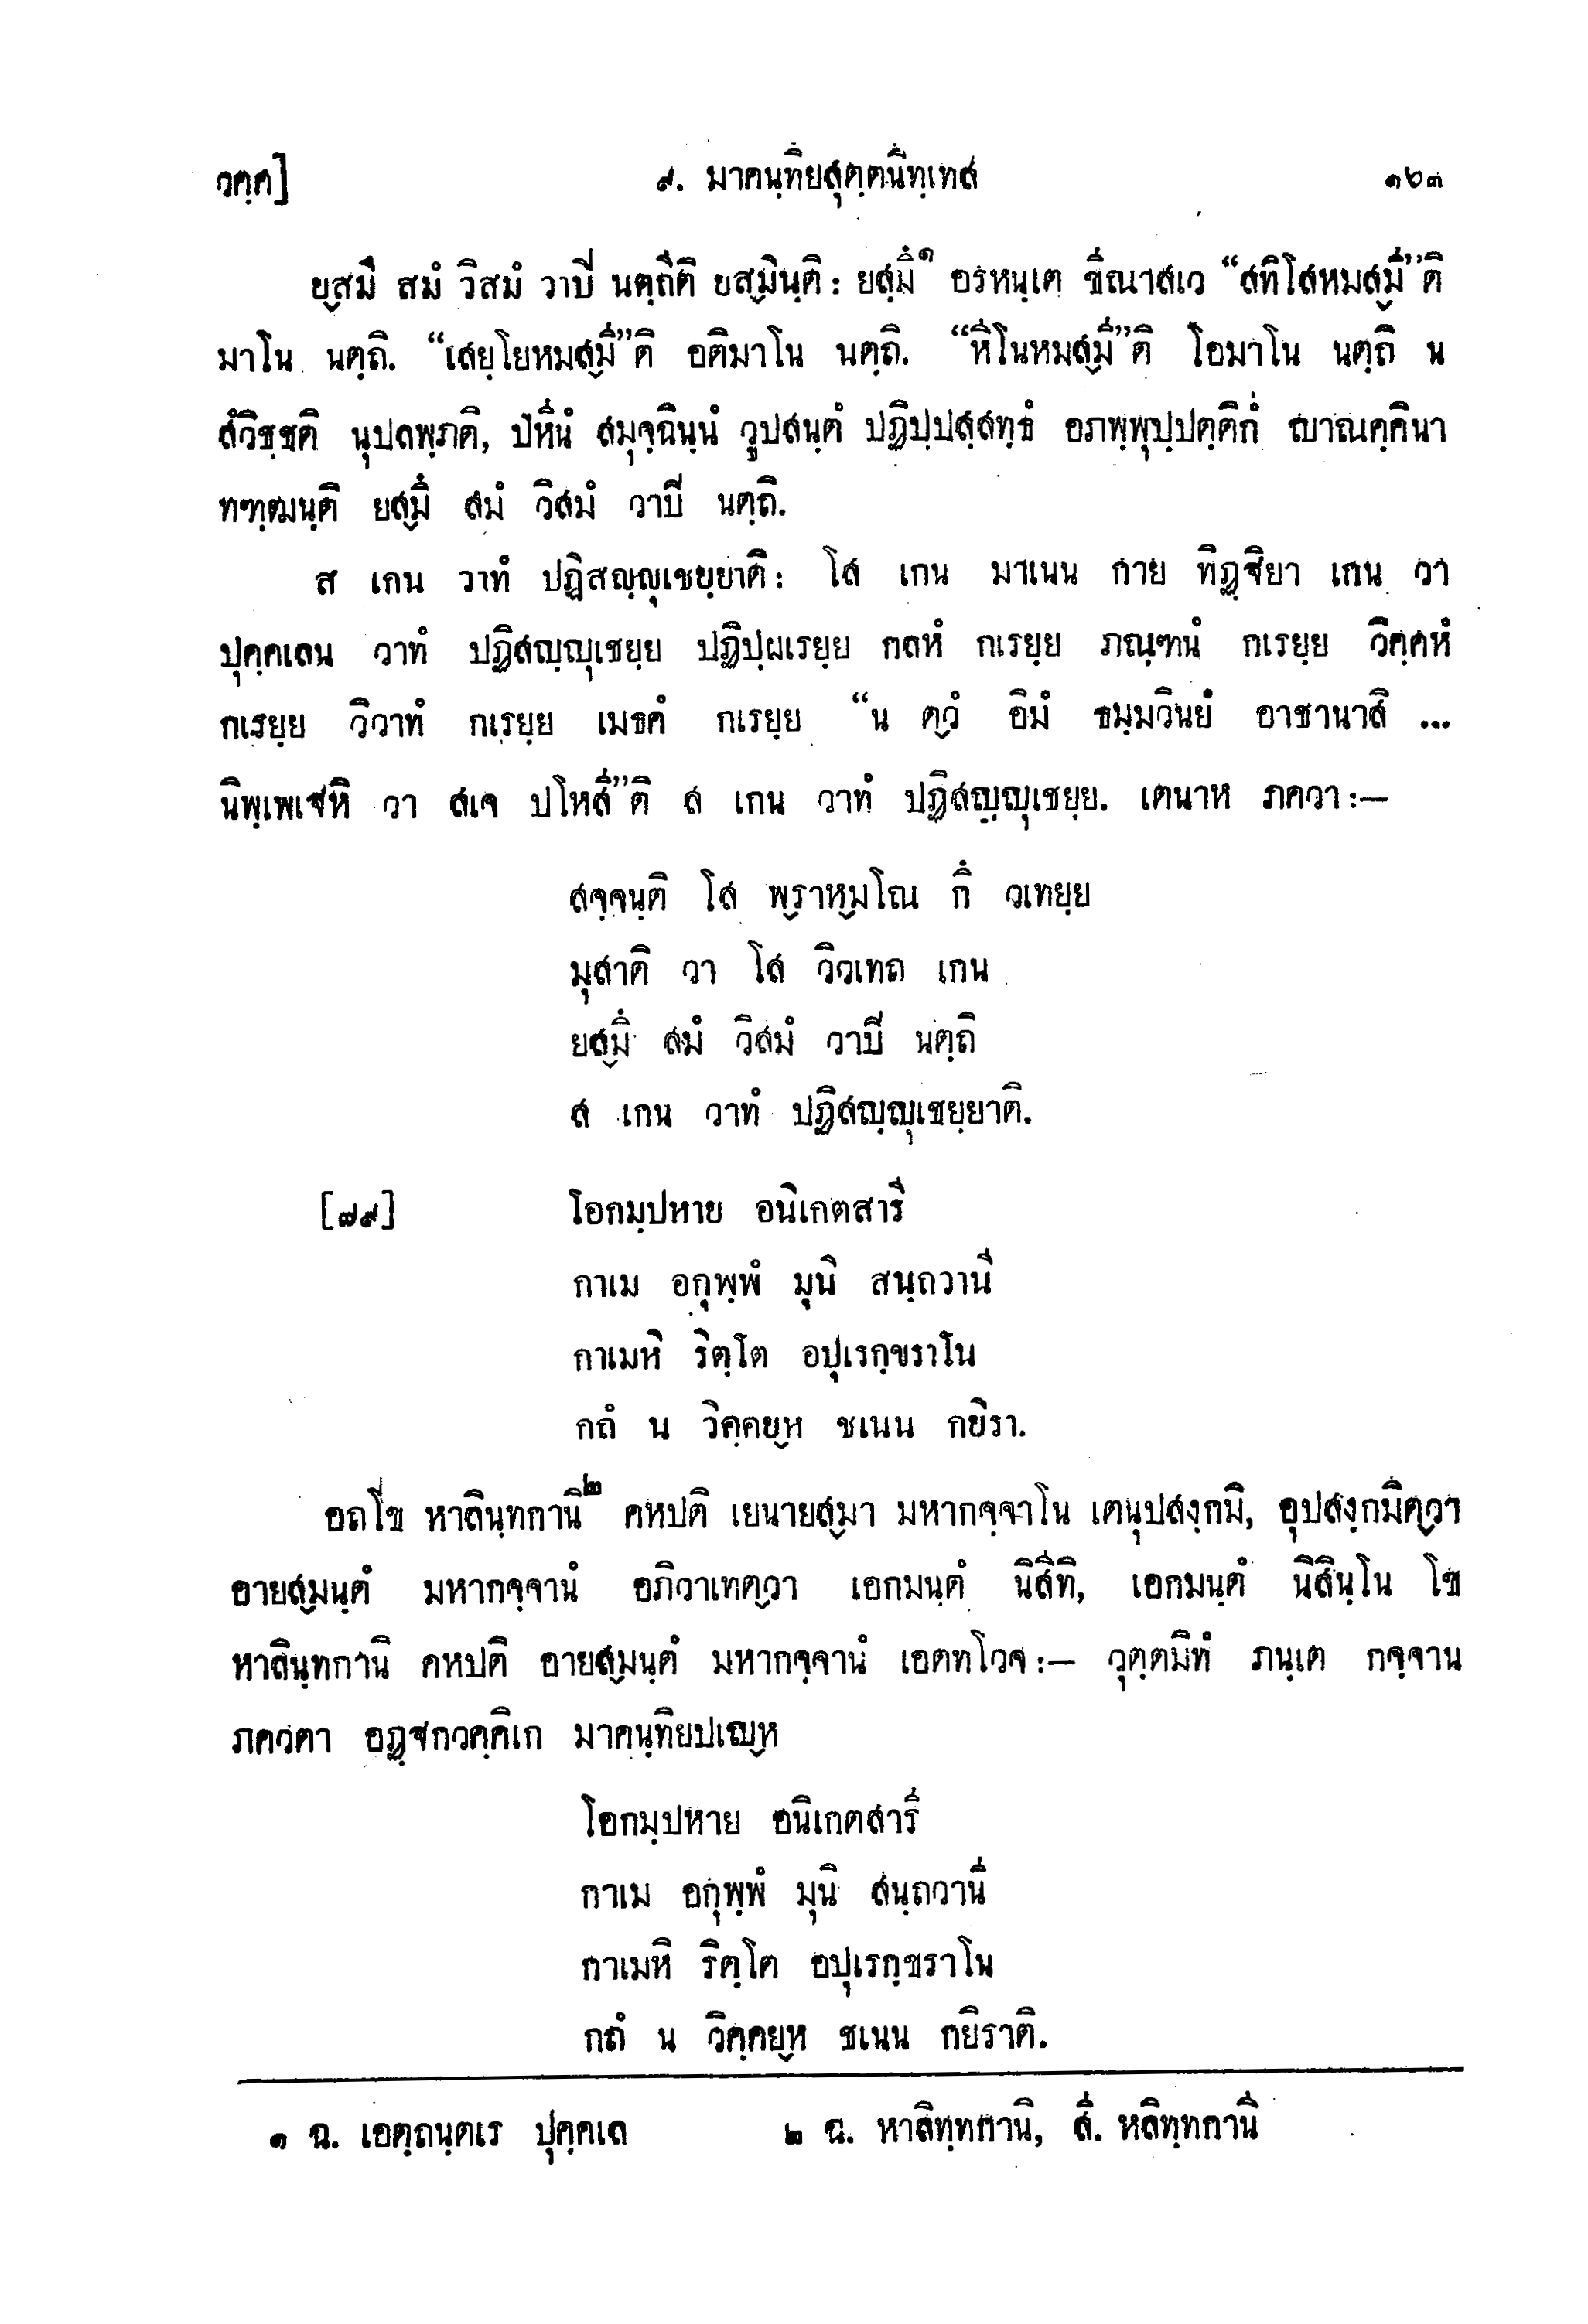 วคฺค]
๙. มาคนฺทิยสุตฺตนิทฺเทส
๑๖๓
ยสฺมึ สมํ วิสมํ วาปิ นตฺถีติ ยสฺมินฺติ: ยสฺมึ๑ อรหนฺเต ขีณาสเว “สทิโสหมสฺมี”ติ
มาโน นตฺถิ. “เสยฺโยหมสฺมี”ติ อติมาโน นตฺถิ. “หีโนหมสฺมี”ติ โอมาโน นตฺถิ น
สํวิชฺชติ นุปลพฺภติ, ปหีนํ สมุจฺฉินฺนํ วูปสนฺตํ ปฏิปฺปสฺสทฺธํ อภพฺพุปฺปตฺติกํ ญาณคฺคินา
ทฑฺฒนฺติ ยสฺมึ สมํ วิสมํ วาปิ นตฺถิ.
ส เกน วาทํ ปฏิสญฺญุเชยฺยาติ: โส เกน มาเนน กาย ทิฏฺฐิยา เกน วา
ปุคฺคเลน วาทํ ปฏิสญฺญุเชยฺย ปฏิปฺผเรยฺย กลหํ กเรยฺย ภณฺฑนํ กเรยฺย วิคฺคหํ
กเรยฺย วิวาทํ กเรยฺย เมธคํ กเรยฺย “น ตฺวํ อิมํ ธมฺมวินยํ อาชานาสิ ...
นิพฺเพเฐหิ วา สเจ ปโหสี”ติ ส เกน วาทํ ปฏิสญฺญุเชยฺย. เตนาห ภควา:—
สจฺจนฺติ โส พฺราหฺมโณ กึ วเทยฺย
มุสาติ วา โส วิวเทถ เกน
ยสฺมึ สมํ วิสมํ วาปิ นตฺถิ
ส เกน วาทํ ปฏิสญฺญุเชยฺยาติ.
[๗๙] โอกมฺปหาย อนิเกตสารี
กาเม อกุพฺพํ มุนิ สนฺถวานิ
กาเมหิ ริตฺโต อปุเรกฺขราโน
กถํ น วิคฺคยฺห ชเนน กยิรา.
อถโข หาลินฺทกานิ๒ คหปติ เยนายสฺมา มหากจฺจาโน เตนุปสงฺกมิ, อุปสงฺกมิตฺวา
อายสฺมนฺตํ มหากจฺจานํ อภิวาเทตฺวา เอกมนฺตํ นิสีทิ, เอกมนฺตํ นิสินฺโน โข
หาลินฺทกานิ คหปติ อายสฺมนฺตํ มหากจฺจานํ เอตทโวจ:— วุตฺตมิทํ ภนฺเต กจฺจาน
ภควตา อฏฺฐกวคฺคิเก มาคนฺทิยปเญฺห
โอกมฺปหาย อนิเกตสารี
กาเม อกุพฺพํ มุนิ สนฺถวานิ
กาเมหิ ริตฺโต อปุเรกฺขราโน
กถํ น วิคฺคยฺห ชเนน กยิราติ.
๑ ฉ. เอตฺถนฺตเร ปุคฺคเล
๒ ฉ. หาลิทฺทกานิ, สี. หลิทฺทกานิ